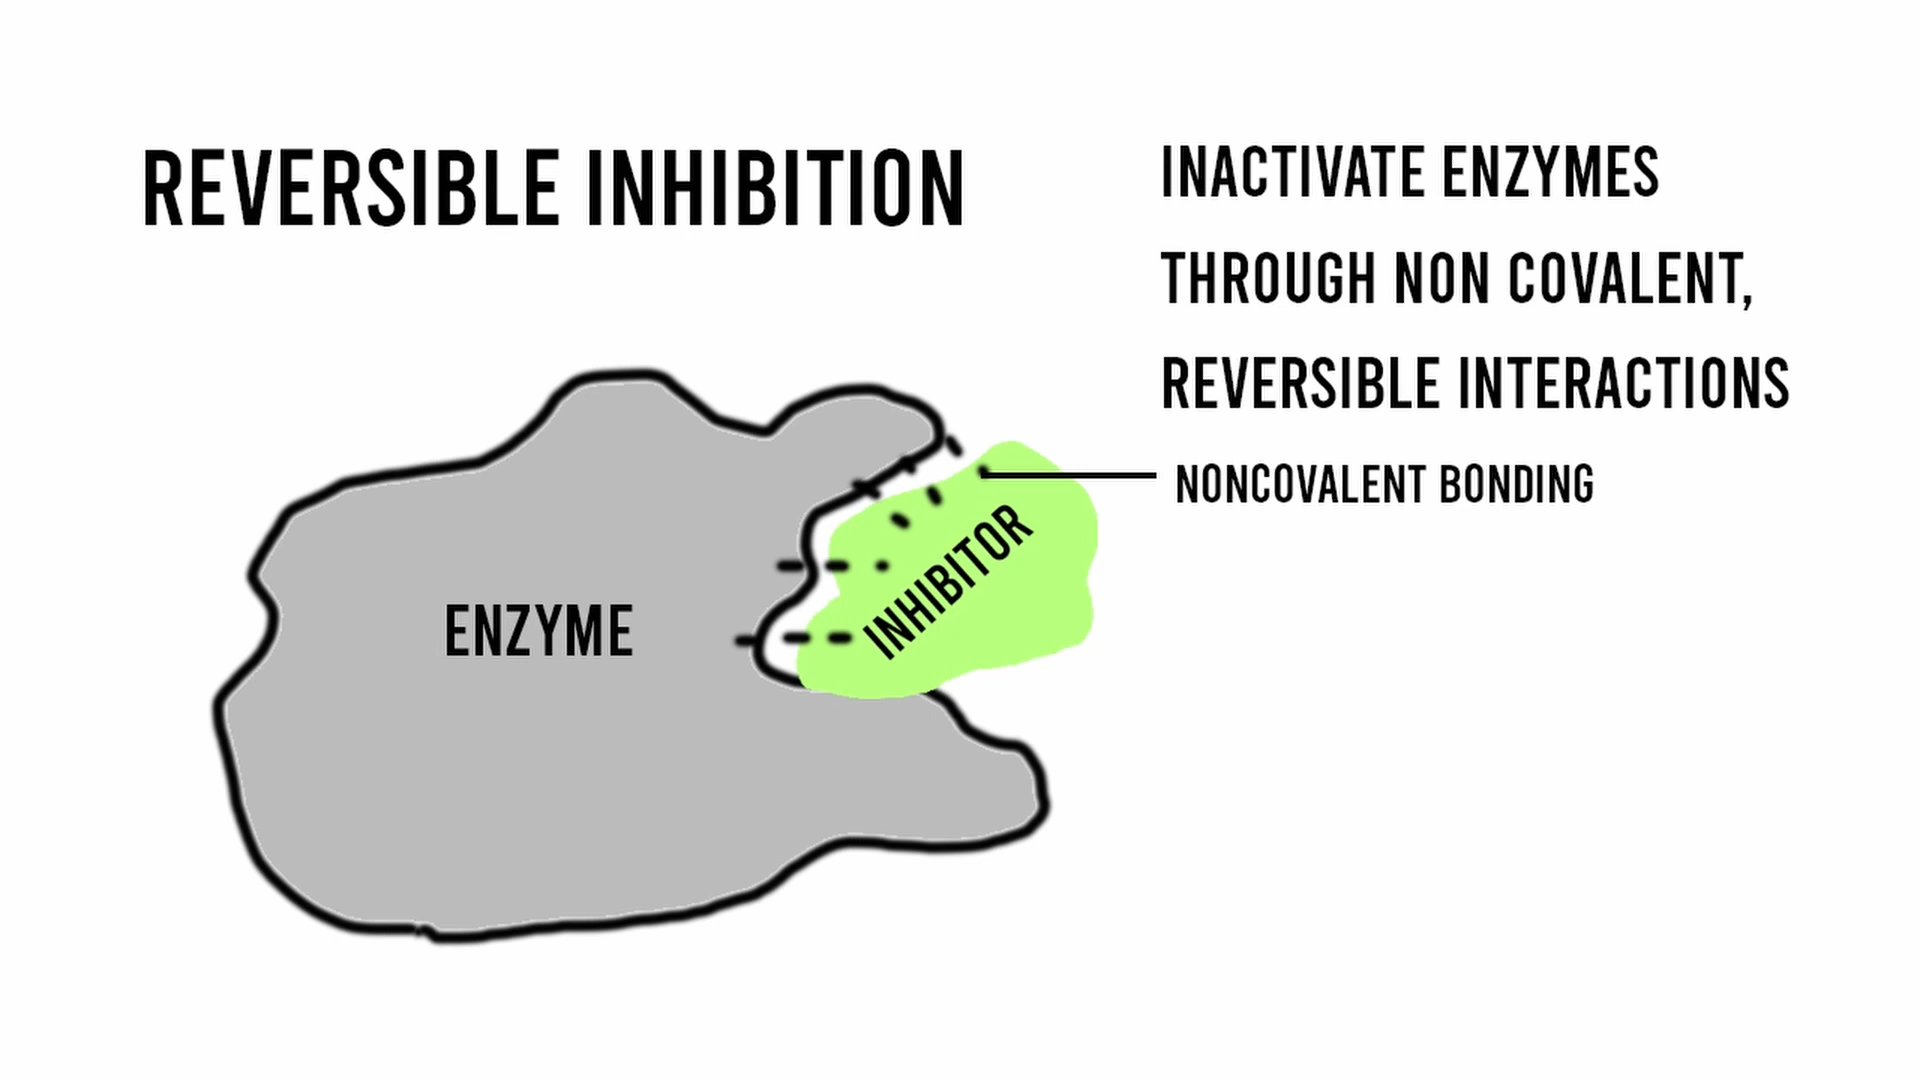 REVERSIBLE INHIBITION
INACTIVATE ENZYMES
THROUGH NON COVALENT,
REVERSIBLE INTERACTIONS
NONCOVALENT BONDING
INHIBITOR
ENZYME